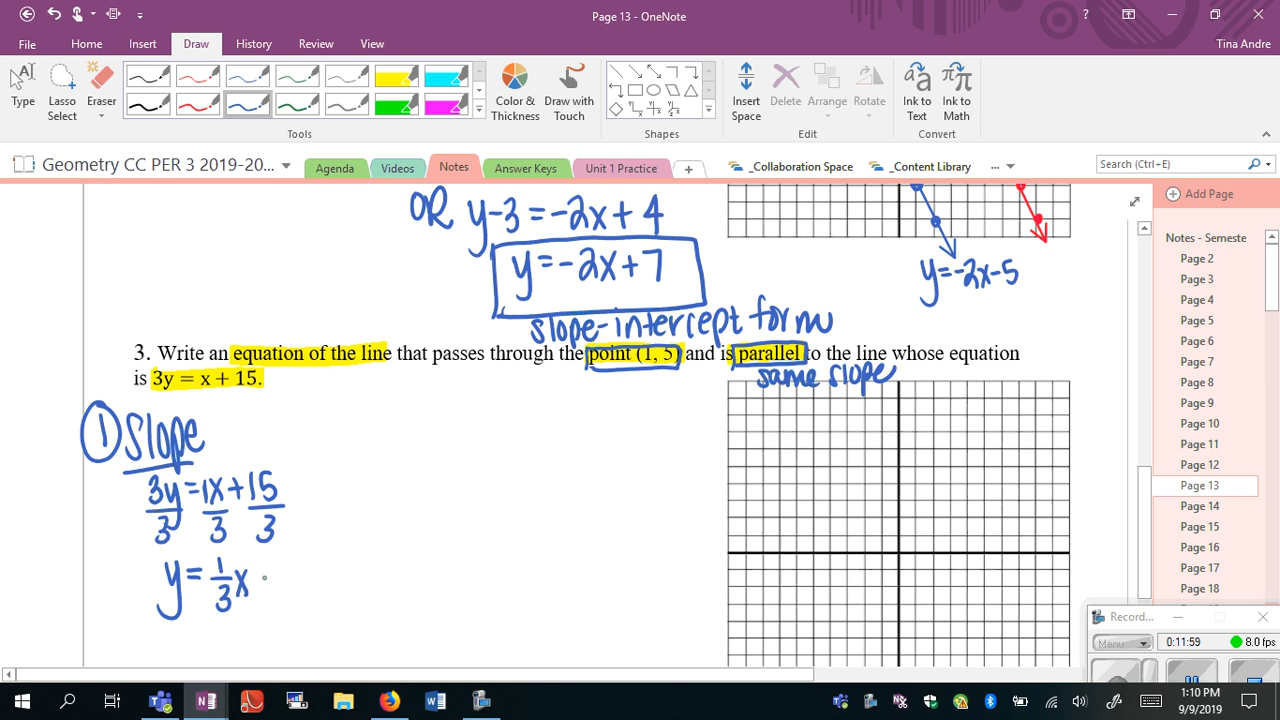 Page 13 - OneNote
?
File Home Insert Draw History Review View
Tina Andre
Type
Lasso Select
Eraser
Color & Thickness
Draw with Touch
Insert Space
Delete
Arrange
Rotate
Ink to Text
Ink to Math
Tools
Shapes
Edit
Convert
Geometry CC PER 3 2019-20...
Agenda Videos Notes Answer Keys Unit 1 Practice +
_Collaboration Space _Content Library ...
Search (Ctrl+E)
Add Page
OR y-3 = -2x + 4
y = -2x + 7
slope-intercept form
y = -2x - 5
3. Write an equation of the line that passes through the point (1, 5) and is parallel to the line whose equation
is 3y = x + 15.
same slope
① Slope
3y = 1x + 15
3 3 3
y = 1/3 x
Notes - Semeste
Page 2
Page 3
Page 4
Page 5
Page 6
Page 7
Page 8
Page 9
Page 10
Page 11
Page 12
Page 13
Page 14
Page 15
Page 16
Page 17
Page 18
Record...
Menu
0:11:59
8.0 fps
1:10 PM
9/9/2019